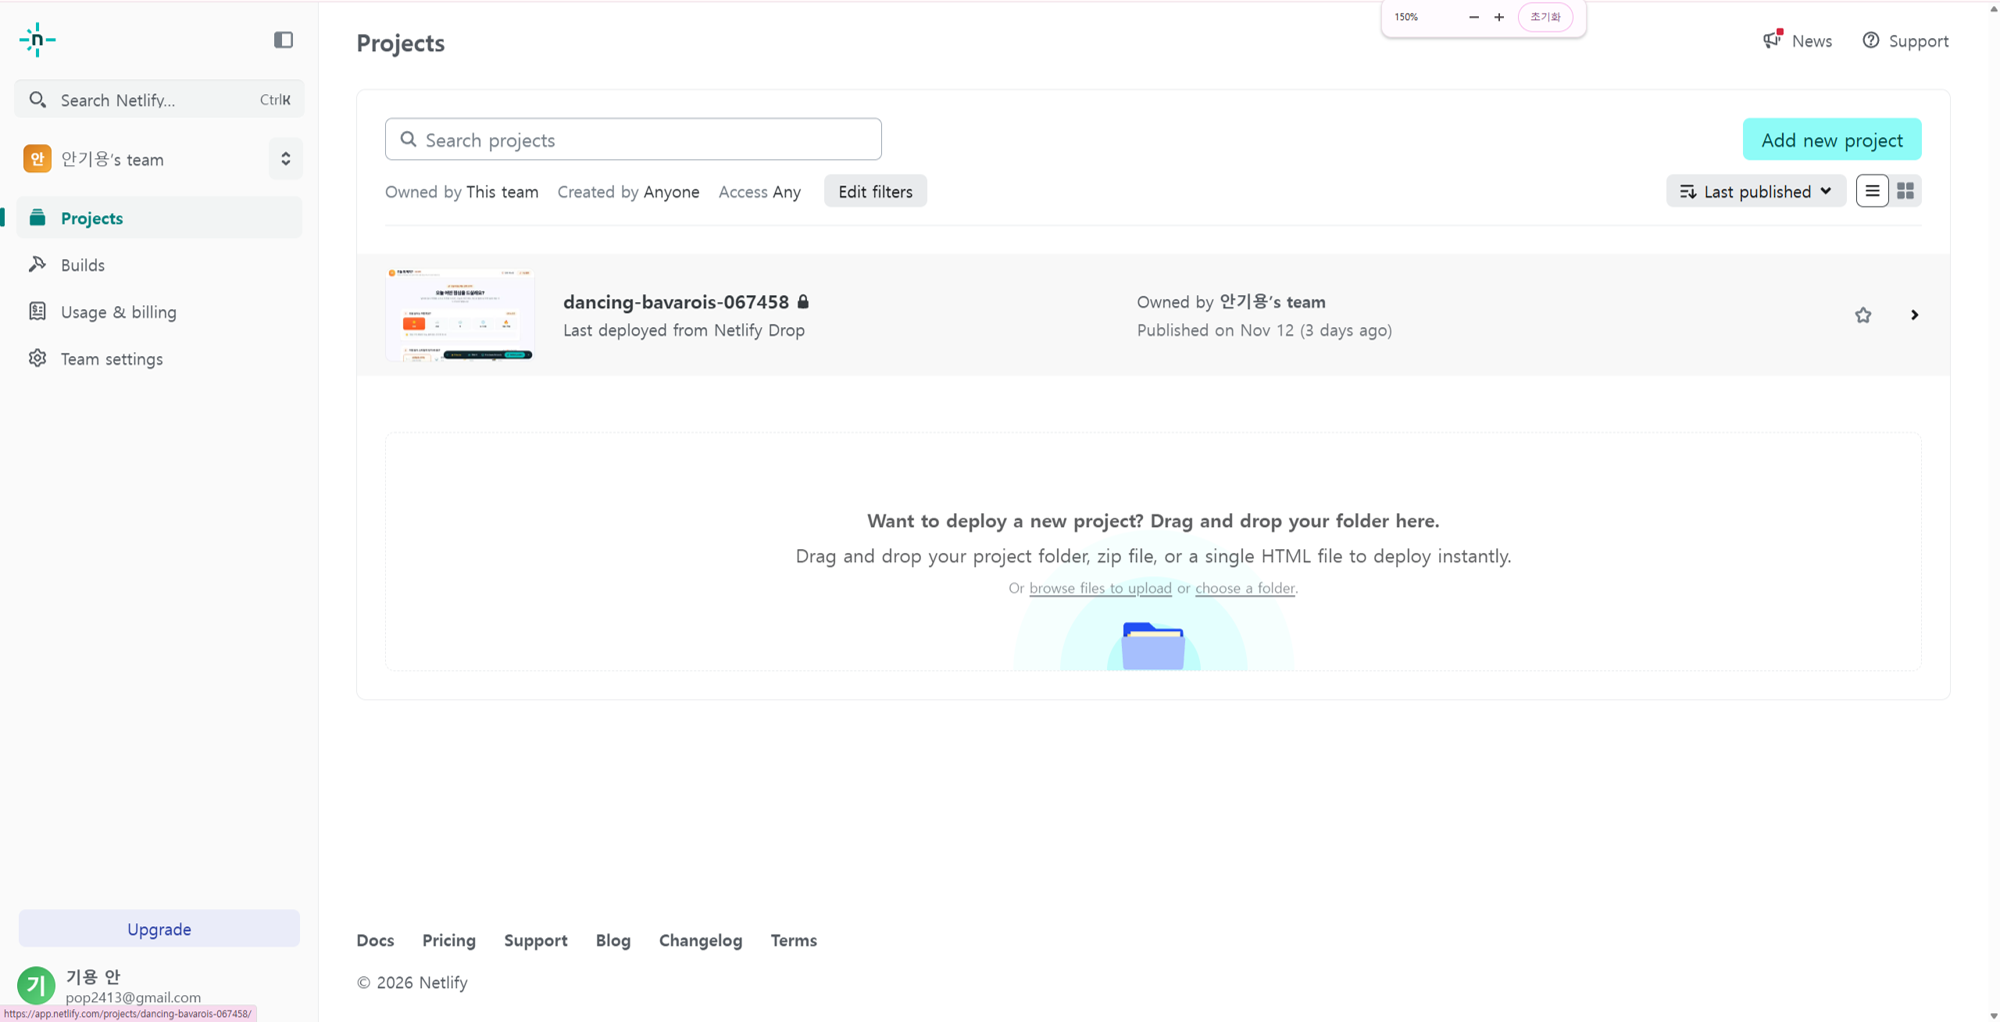 150%
초기화
n
Projects
News
Support
Search Netlify...
CtrlK
안
안기용's team
Projects
Builds
Usage & billing
Team settings
Search projects
Add new project
Owned by This team
Created by Anyone
Access Any
Edit filters
Last published
dancing-bavarois-067458
Last deployed from Netlify Drop
Owned by 안기용's team
Published on Nov 12 (3 days ago)
Want to deploy a new project? Drag and drop your folder here.
Drag and drop your project folder, zip file, or a single HTML file to deploy instantly.
Or browse files to upload or choose a folder.
Upgrade
기
기용 안
pop2413@gmail.com
https://app.netlify.com/projects/dancing-bavarois-067458/
Docs
Pricing
Support
Blog
Changelog
Terms
© 2026 Netlify